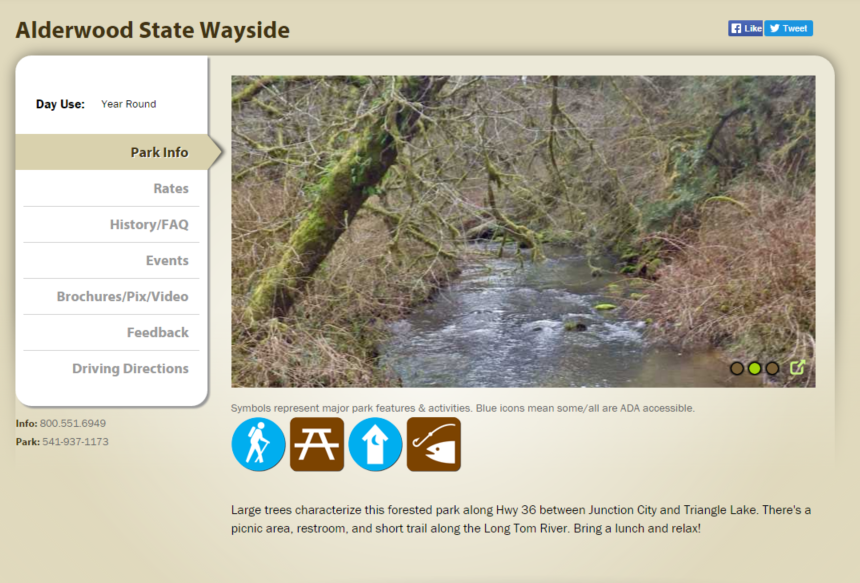 Alderwood State Wayside
Like Tweet
Day Use: Year Round
Park Info
Rates
History/FAQ
Events
Brochures/Pix/Video
Feedback
Driving Directions
Info: 800.551.6949
Park: 541-937-1173
Symbols represent major park features & activities. Blue icons mean some/all are ADA accessible.
Large trees characterize this forested park along Hwy 36 between Junction City and Triangle Lake. There's a
picnic area, restroom, and short trail along the Long Tom River. Bring a lunch and relax!